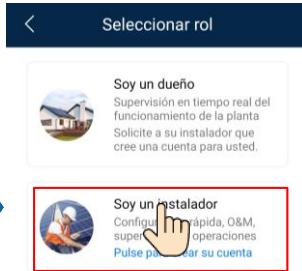 Seleccionar rol
Soy un dueño
Supervisión en tiempo real del
funcionamiento de la planta
Solicite a su instalador que
cree una cuenta para usted.
Soy un instalador
rápida, O&M,
operaciones
Pulse su cuenta